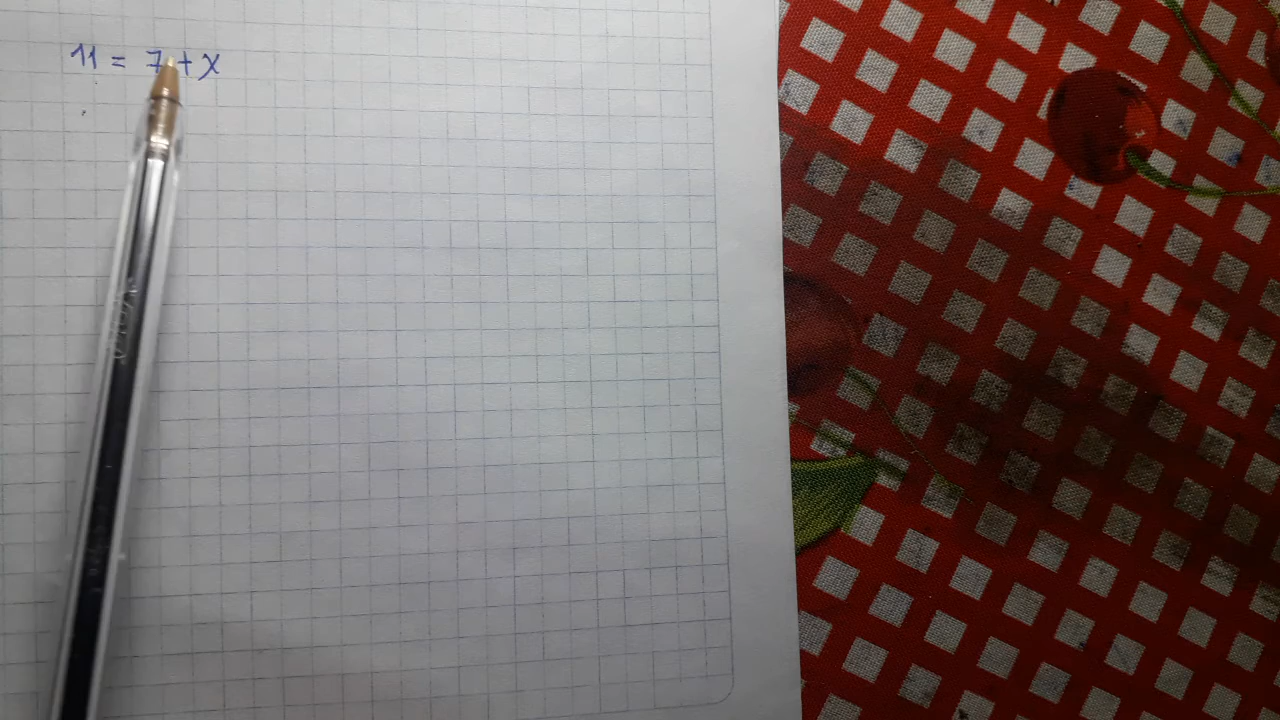 11 = 7 + x